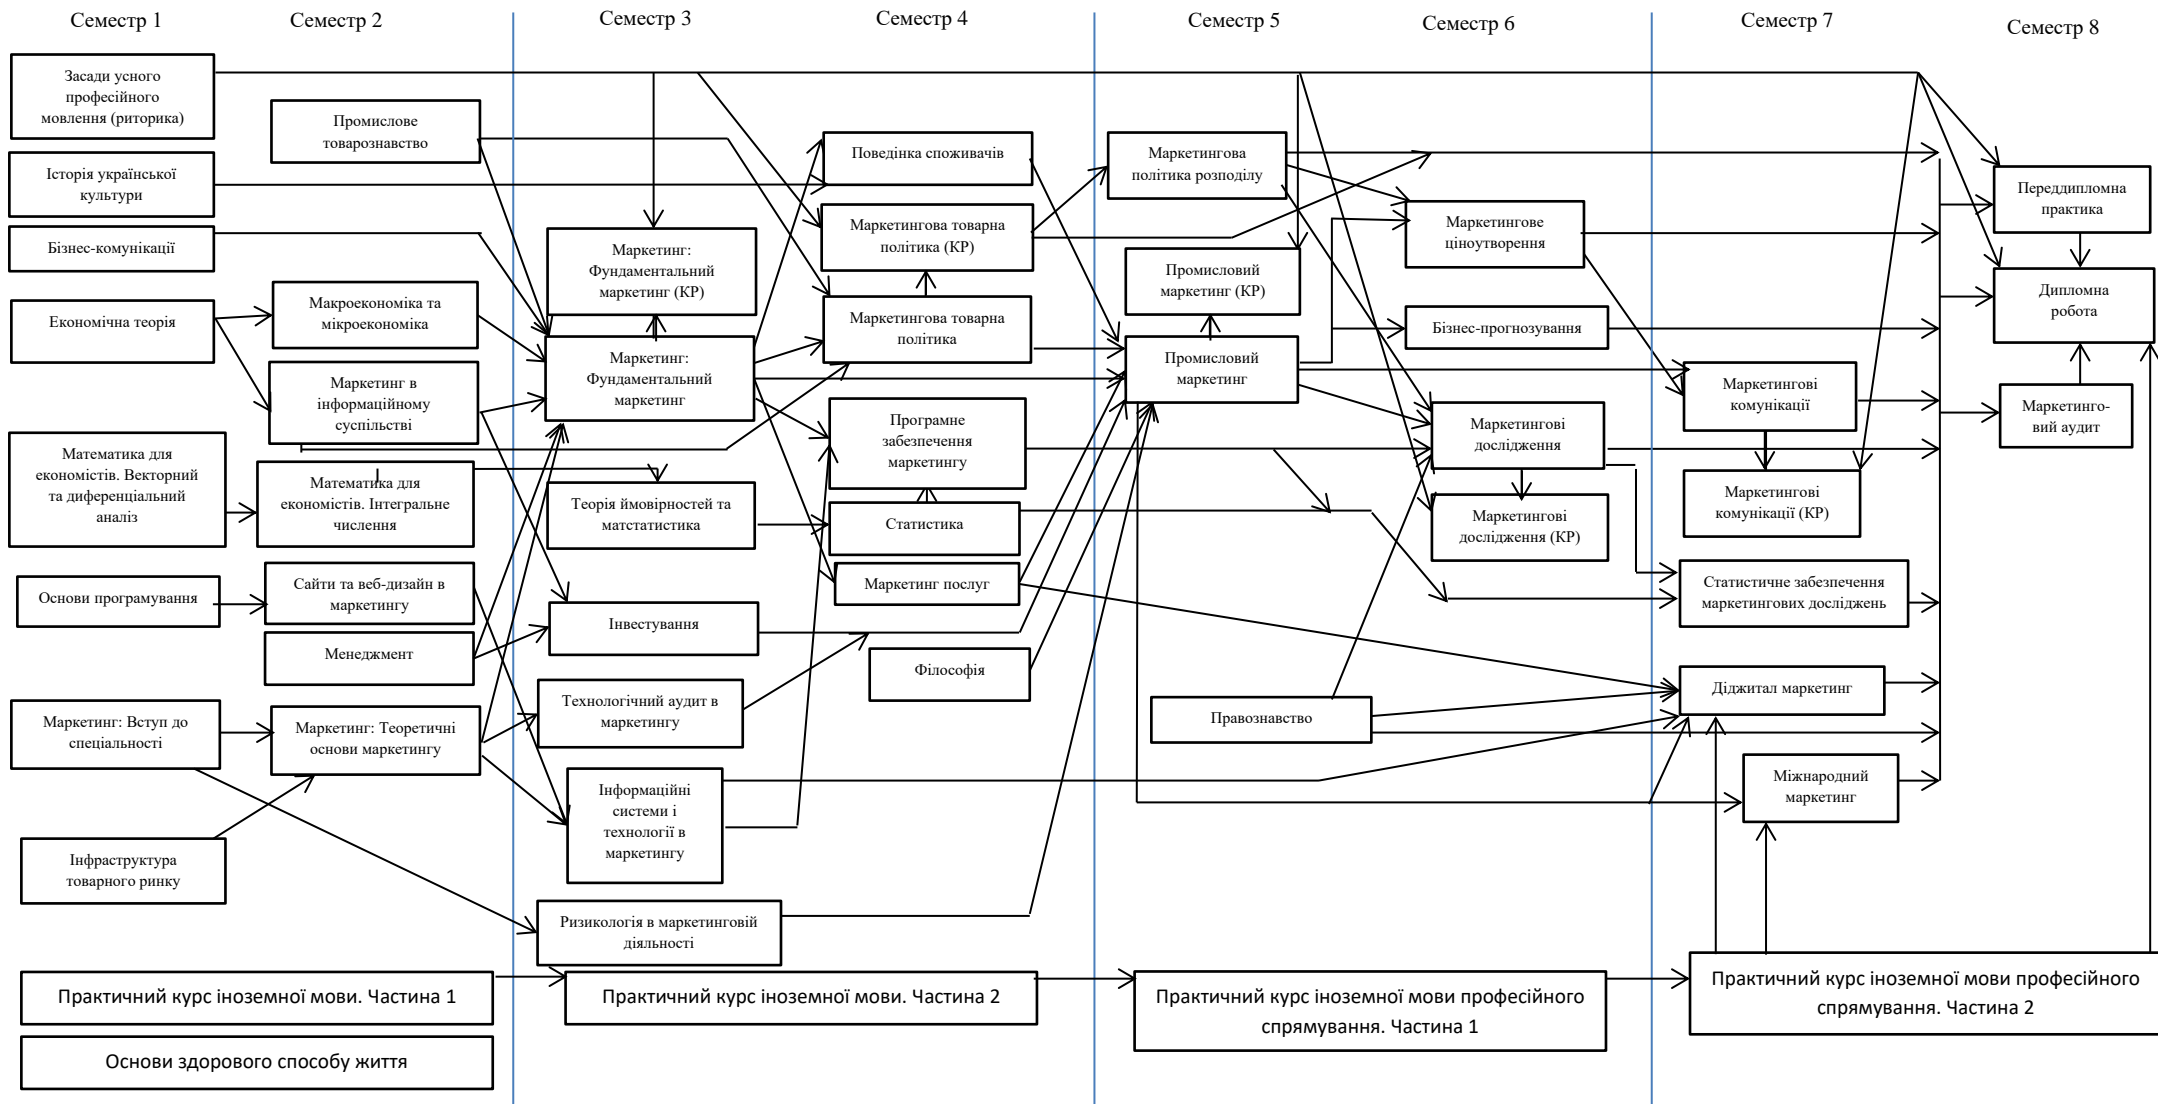 Семестр 1
Семестр 2
Семестр 3
Семестр 4
Семестр 5
Семестр 6
Семестр 7
Семестр 8
Засади усного
професійного
мовлення (риторика)
Історія української
культури
Бізнес-комунікації
Економічна теорія
Математика для
економістів. Векторний
та диференціальний
аналіз
Основи програмування
Маркетинг: Вступ до
спеціальності
Інфраструктура
товарного ринку
Промислове
товарознавство
Макроекономіка та
мікроекономіка
Маркетинг в
інформаційному
суспільстві
Математика для
економістів. Інтегральне
числення
Сайти та веб-дизайн в
маркетингу
Менеджмент
Маркетинг: Теоретичні
основи маркетингу
Маркетинг:
Фундаментальний
маркетинг (КР)
Маркетинг:
Фундаментальний
маркетинг
Теорія ймовірностей та
матстатистика
Інвестування
Технологічний аудит в
маркетингу
Інформаційні
системи і
технології в
маркетингу
Ризикологія в маркетинговій
діяльності
Поведінка споживачів
Маркетингова товарна
політика (КР)
Маркетингова товарна
політика
Програмне
забезпечення
маркетингу
Статистика
Маркетинг послуг
Філософія
Маркетингова
політика розподілу
Промисловий
маркетинг (КР)
Промисловий
маркетинг
Правознавство
Маркетингове
ціноутворення
Бізнес-прогнозування
Маркетингові
дослідження
Маркетингові
дослідження (КР)
Маркетингові
комунікації
Маркетингові
комунікації (КР)
Статистичне забезпечення
маркетингових досліджень
Діджитал маркетинг
Міжнародний
маркетинг
Переддипломна
практика
Дипломна
робота
Маркетинго-
вий аудит
Практичний курс іноземної мови. Частина 1
Практичний курс іноземної мови. Частина 2
Практичний курс іноземної мови професійного
спрямування. Частина 1
Практичний курс іноземної мови професійного
спрямування. Частина 2
Основи здорового способу життя